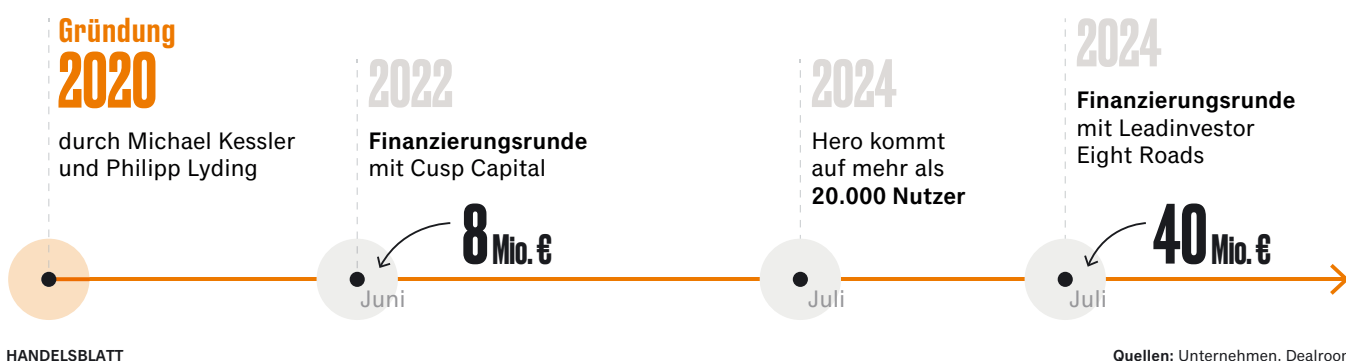 Gründung
2020
durch Michael Kessler
und Philipp Lyding
2022
Finanzierungsrunde
mit Cusp Capital
8 Mio. €
Juni
2024
Hero kommt
auf mehr als
20.000 Nutzer
Juli
2024
Finanzierungsrunde
mit Leadinvestor
Eight Roads
40 Mio. €
Juli
HANDELSBLATT
Quellen: Unternehmen, Dealroom